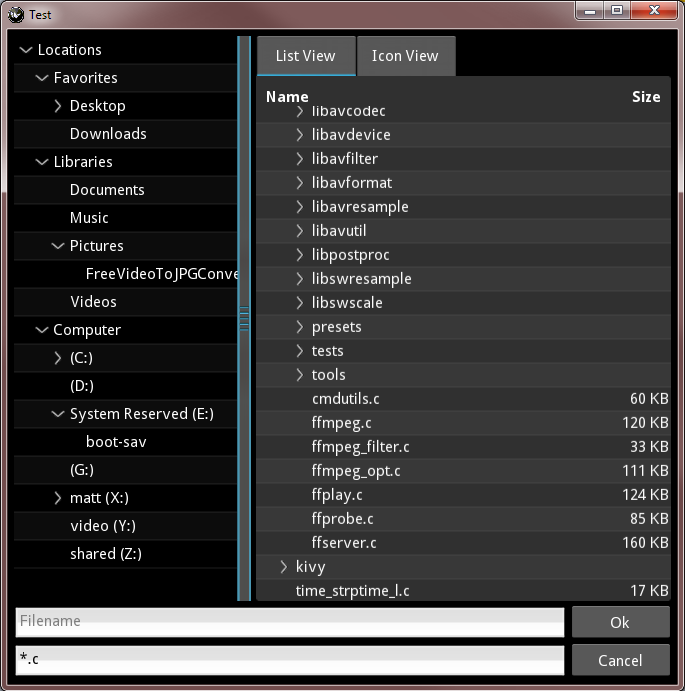 Test
Locations
Favorites
Desktop
Downloads
Libraries
Documents
Music
Pictures
FreeVideoToJPGConve
Videos
Computer
(C:)
(D:)
System Reserved (E:)
boot-sav
(G:)
matt (X:)
video (Y:)
shared (Z:)
List View Icon View
Name Size
libavcodec
libavdevice
libavfilter
libavformat
libavresample
libavutil
libpostproc
libswresample
libswscale
presets
tests
tools
cmdutils.c 60 KB
ffmpeg.c 120 KB
ffmpeg_filter.c 33 KB
ffmpeg_opt.c 111 KB
ffplay.c 124 KB
ffprobe.c 85 KB
ffserver.c 160 KB
kivy
time_strptime_l.c 17 KB
Filename Ok
*.c Cancel